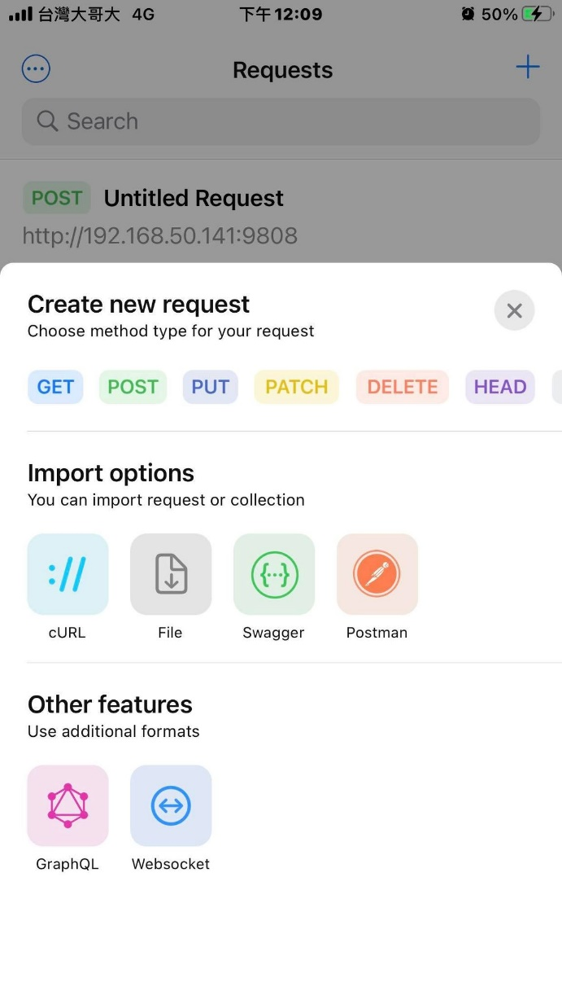 台灣大哥大 4G 下午12:09 50%
Requests
Search
POST Untitled Request
http://192.168.50.141:9808
Create new request
Choose method type for your request
GET POST PUT PATCH DELETE HEAD
Import options
You can import request or collection
cURL File Swagger Postman
Other features
Use additional formats
GraphQL Websocket